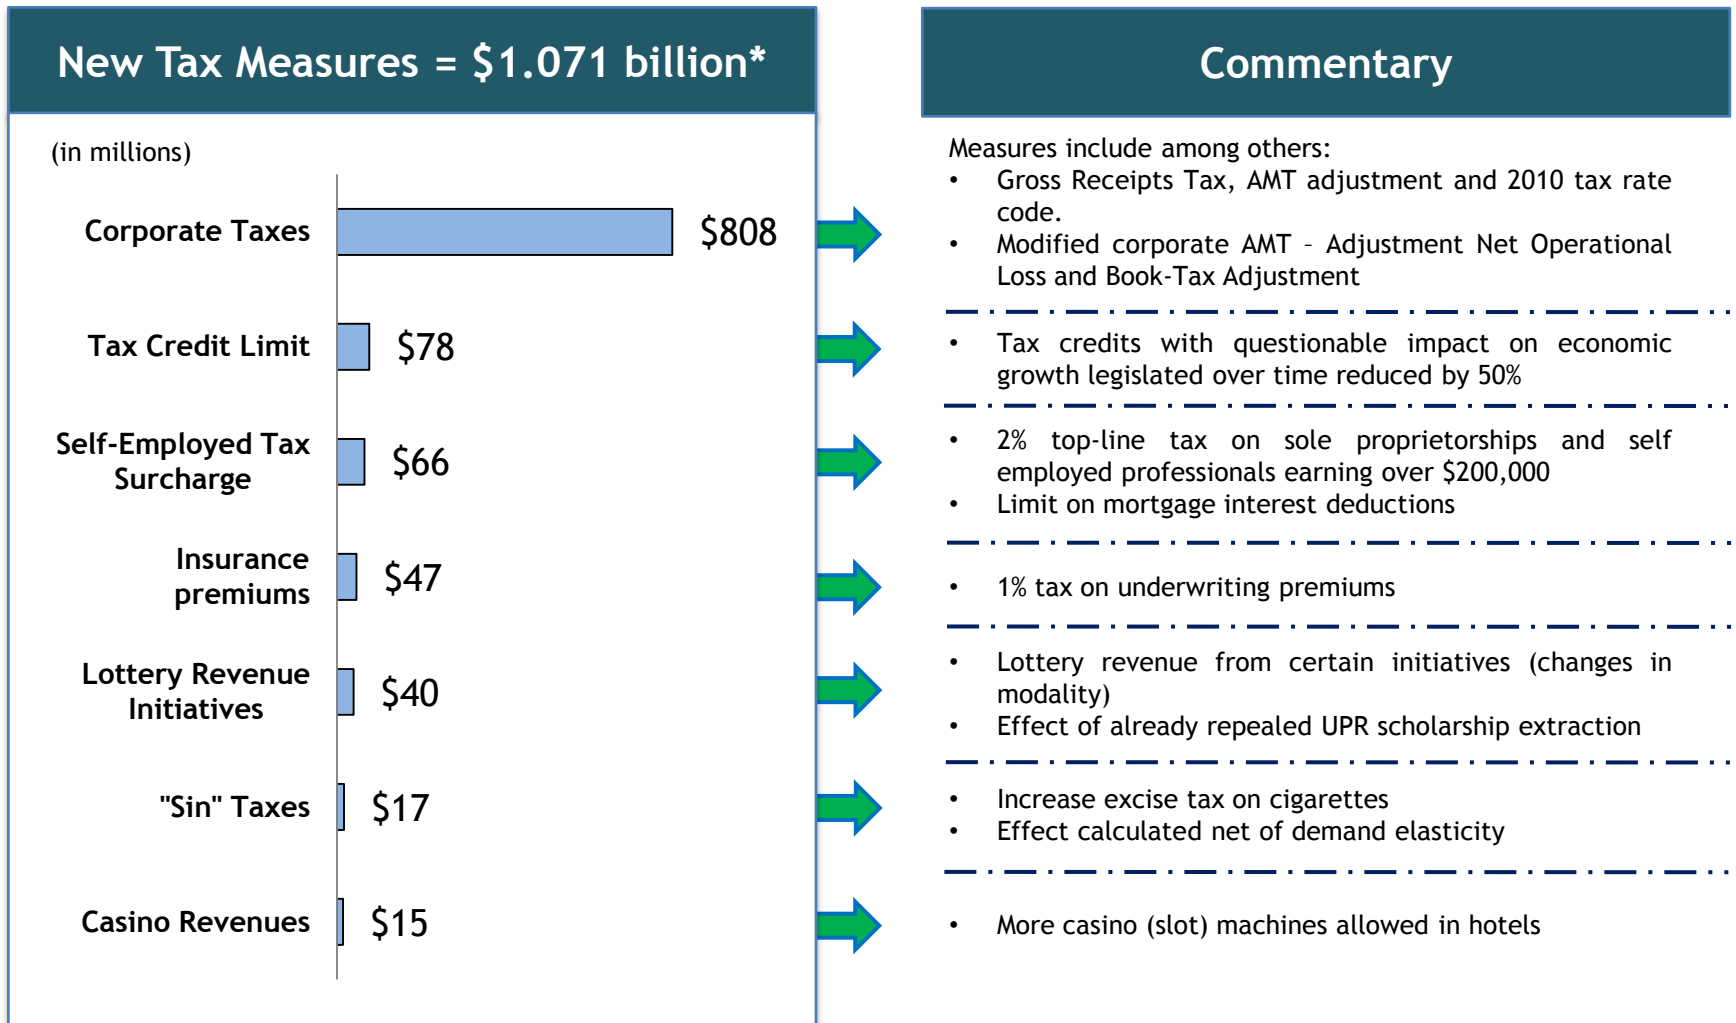 New Tax Measures = $1.071 billion*
(in millions)
Corporate Taxes
$808
Tax Credit Limit
$78
Self-Employed Tax
Surcharge
$66
Insurance
premiums
$47
Lottery Revenue
Initiatives
$40
"Sin" Taxes
$17
Casino Revenues
$15
Commentary
Measures include among others:
• Gross Receipts Tax, AMT adjustment and 2010 tax rate
code.
• Modified corporate AMT – Adjustment Net Operational
Loss and Book-Tax Adjustment
• Tax credits with questionable impact on economic
growth legislated over time reduced by 50%
• 2% top-line tax on sole proprietorships and self
employed professionals earning over $200,000
• Limit on mortgage interest deductions
• 1% tax on underwriting premiums
• Lottery revenue from certain initiatives (changes in
modality)
• Effect of already repealed UPR scholarship extraction
• Increase excise tax on cigarettes
• Effect calculated net of demand elasticity
• More casino (slot) machines allowed in hotels